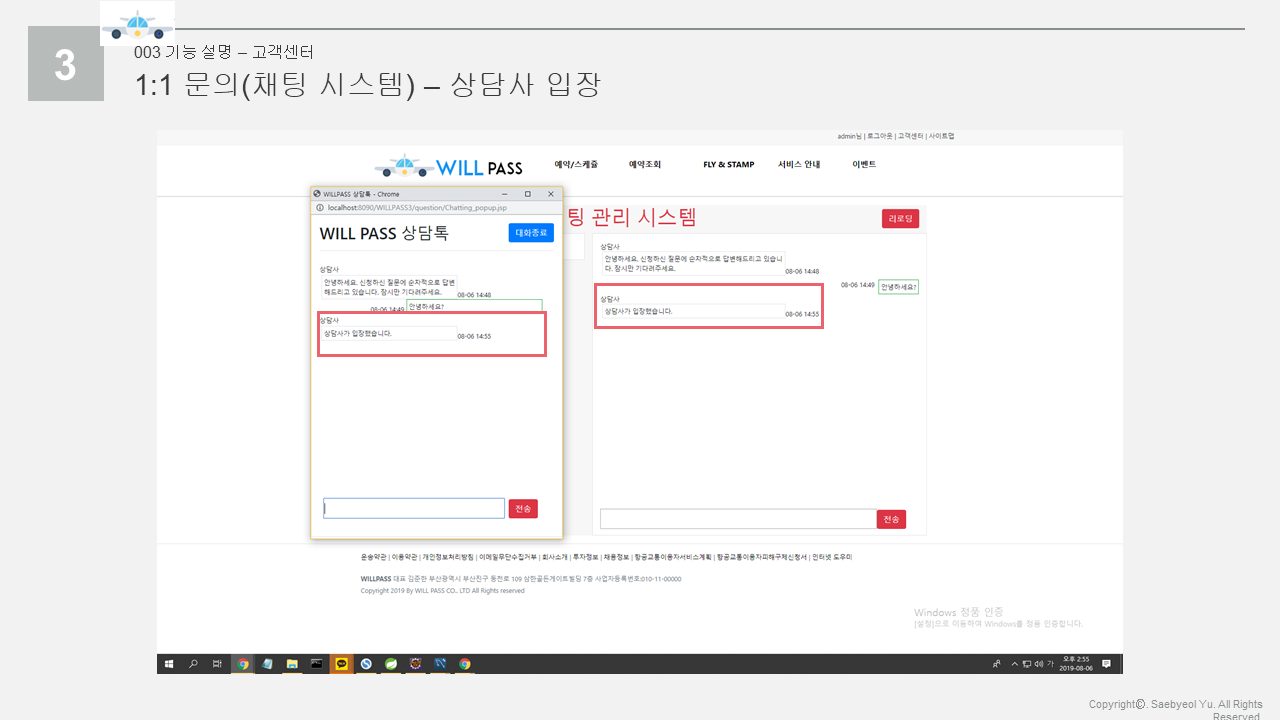 3
003 기능 설명 – 고객센터
1:1 문의(채팅 시스템) – 상담사 입장
admin님 | 로그아웃 | 고객센터 | 사이트맵
WILL PASS
예약/스케줄
예약조회
FLY & STAMP
서비스 안내
이벤트
WILLPASS 상담톡 - Chrome
localhost:8090/WILLPASS3/question/Chatting_popup.jsp
WILL PASS 상담톡
대화종료
상담사
안녕하세요. 신청하신 질문에 순차적으로 답변
해드리고 있습니다. 잠시만 기다려주세요.
08-06 14:48
08-06 14:49
안녕하세요?
상담사
상담사가 입장했습니다.
08-06 14:55
전송
팅 관리 시스템
리로딩
상담사
안녕하세요. 신청하신 질문에 순차적으로 답변해드리고 있습니
다. 잠시만 기다려주세요.
08-06 14:48
08-06 14:49
안녕하세요?
상담사
상담사가 입장했습니다.
08-06 14:55
전송
운송약관 | 이용약관 | 개인정보처리방침 | 이메일무단수집거부 | 회사소개 | 투자정보 | 채용정보 | 항공교통이용자서비스계획 | 항공교통이용자피해구제신청서 | 인터넷 도우미
WILLPASS 대표 김준한 부산광역시 부산진구 동천로 109 삼한골든게이트빌딩 7층 사업자등록번호:010-11-00000
Copyright 2019 By WILL PASS CO., LTD All Rights reserved
Windows 정품 인증
[설정]으로 이동하여 Windows를 정품 인증합니다.
가
오후 2:55
2019-08-06
Copyright©. Saebyeol Yu. All Rights
Reserved.